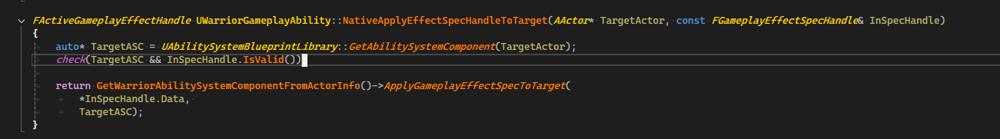 FActiveGameplayEffectHandle UWarriorGameplayAbility::NativeApplyEffectSpecHandleToTarget(AActor* TargetActor, const FGameplayEffectSpecHandle& InSpecHandle)
{
    auto* TargetASC = UAbilitySystemBlueprintLibrary::GetAbilitySystemComponent(TargetActor);
    check(TargetASC && InSpecHandle.IsValid())
    return GetWarriorAbilitySystemComponentFromActorInfo()->ApplyGameplayEffectSpecToTarget(
        *InSpecHandle.Data,
        TargetASC);
}